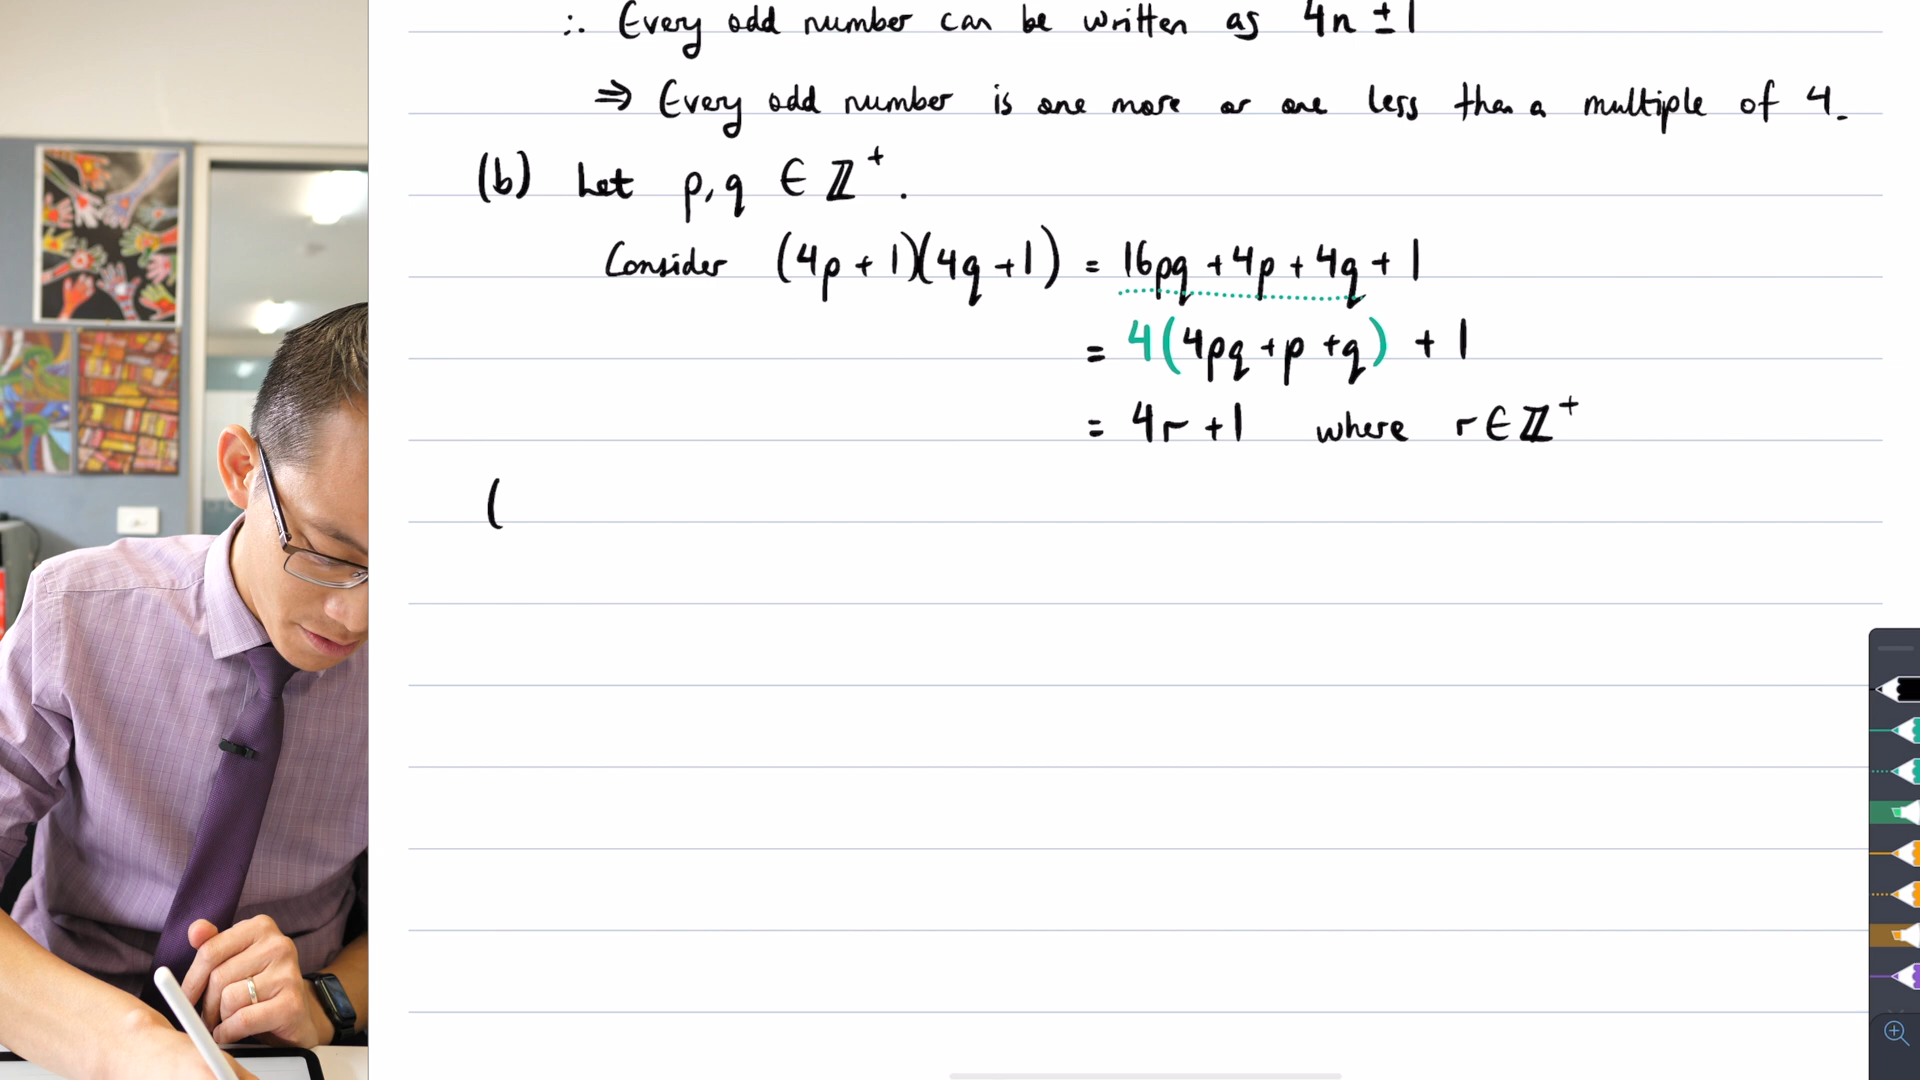 ∴ Every odd number can be written as 4n ± 1
⇒ Every odd number is one more or one less than a multiple of 4.
(b) Let p, q ∈ ℤ⁺.
Consider (4p + 1)(4q + 1) = 16pq + 4p + 4q + 1
= 4(4pq + p + q) + 1
= 4r + 1 where r ∈ ℤ⁺
(